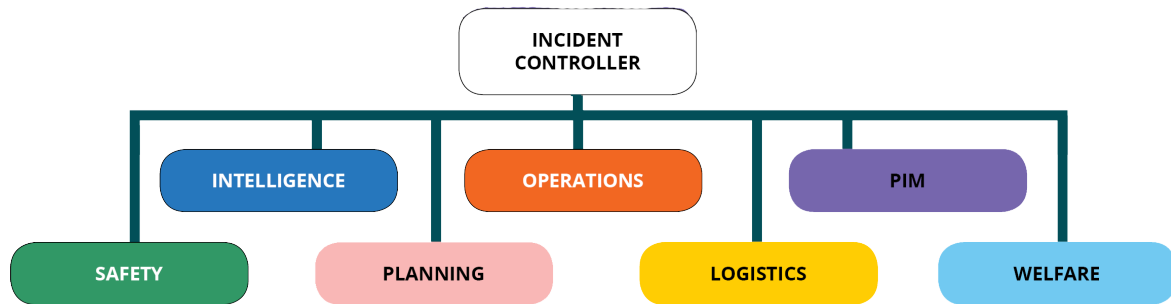 INCIDENT
CONTROLLER
INTELLIGENCE
OPERATIONS
PIM
SAFETY
PLANNING
LOGISTICS
WELFARE